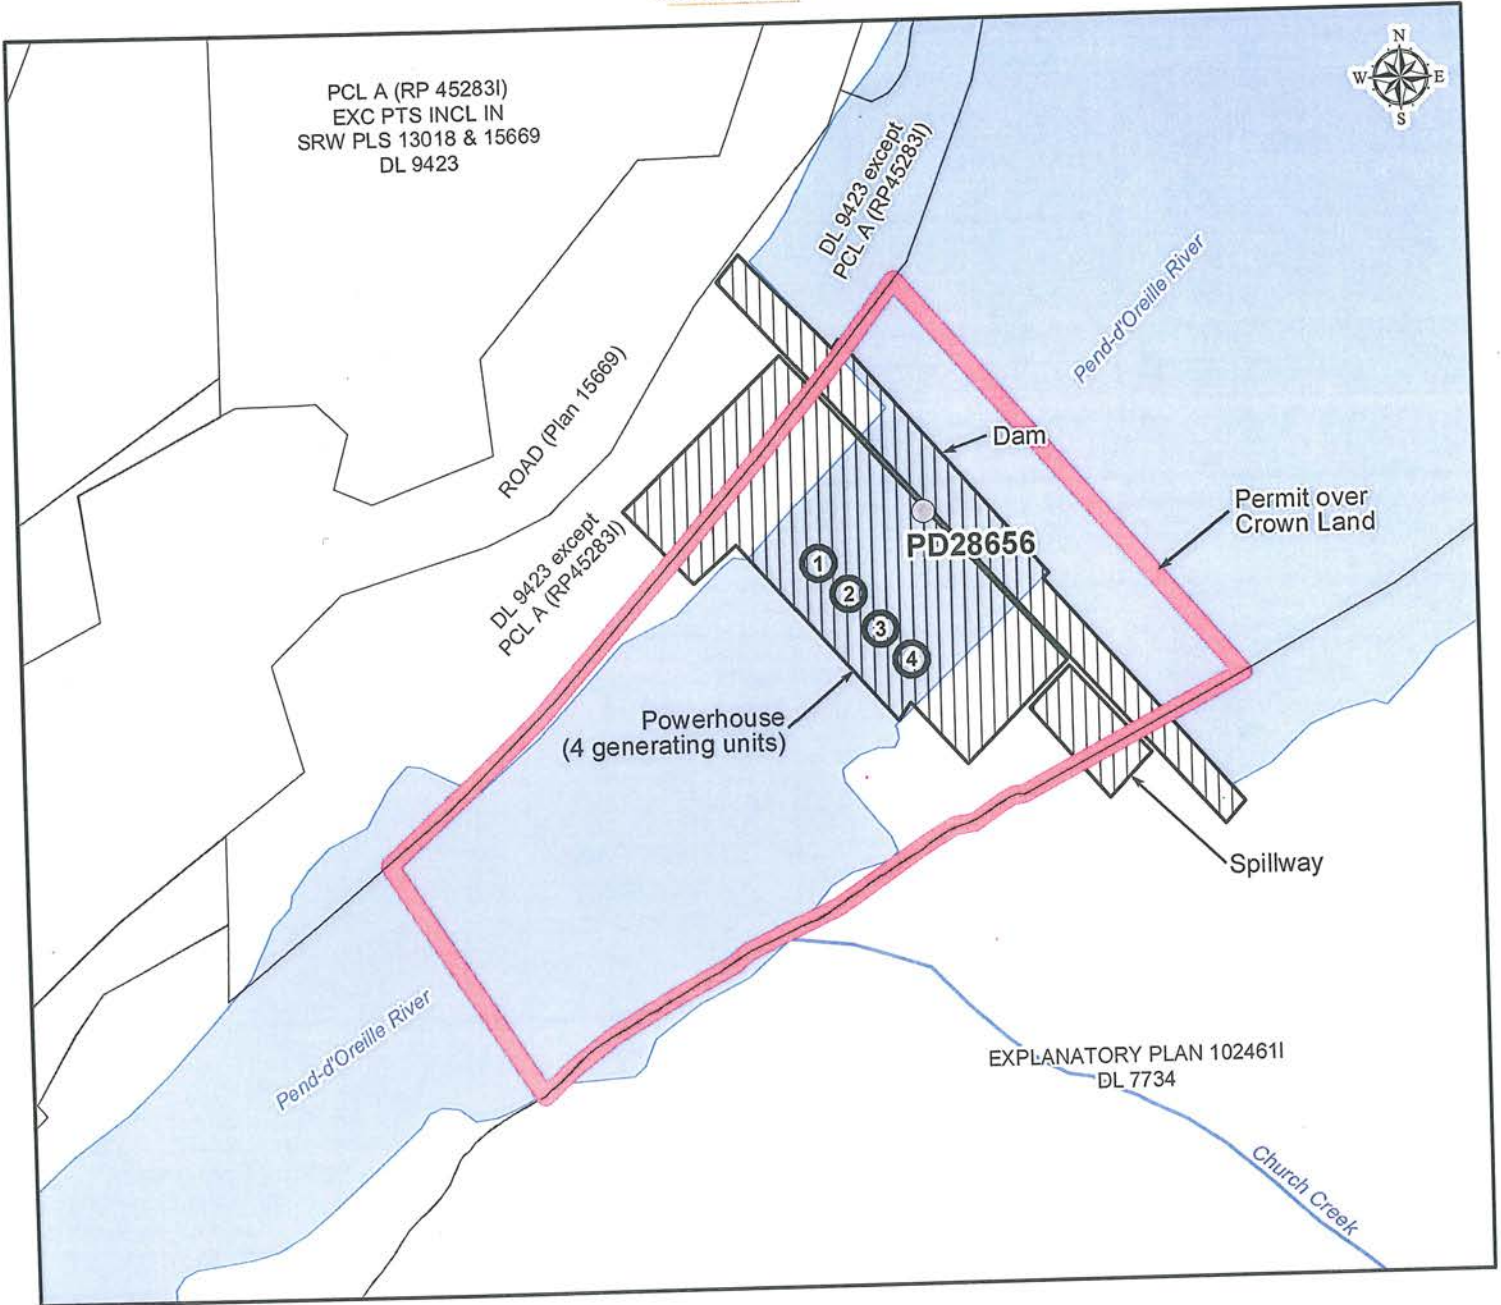 N
W E
S
PCL A (RP 45283I)
EXC PTS INCL IN
SRW PLS 13018 & 15669
DL 9423
DL 9423 except
PCL A (RP45283I)
Pend-d'Oreille River
ROAD (Plan 15669)
Dam
Permit over
Crown Land
PD28656
DL 9423 except
PCL A (RP45283I)
1
2
3
4
Powerhouse
(4 generating units)
Spillway
Pend-d'Oreille River
EXPLANATORY PLAN 102461I
DL 7734
Church Creek